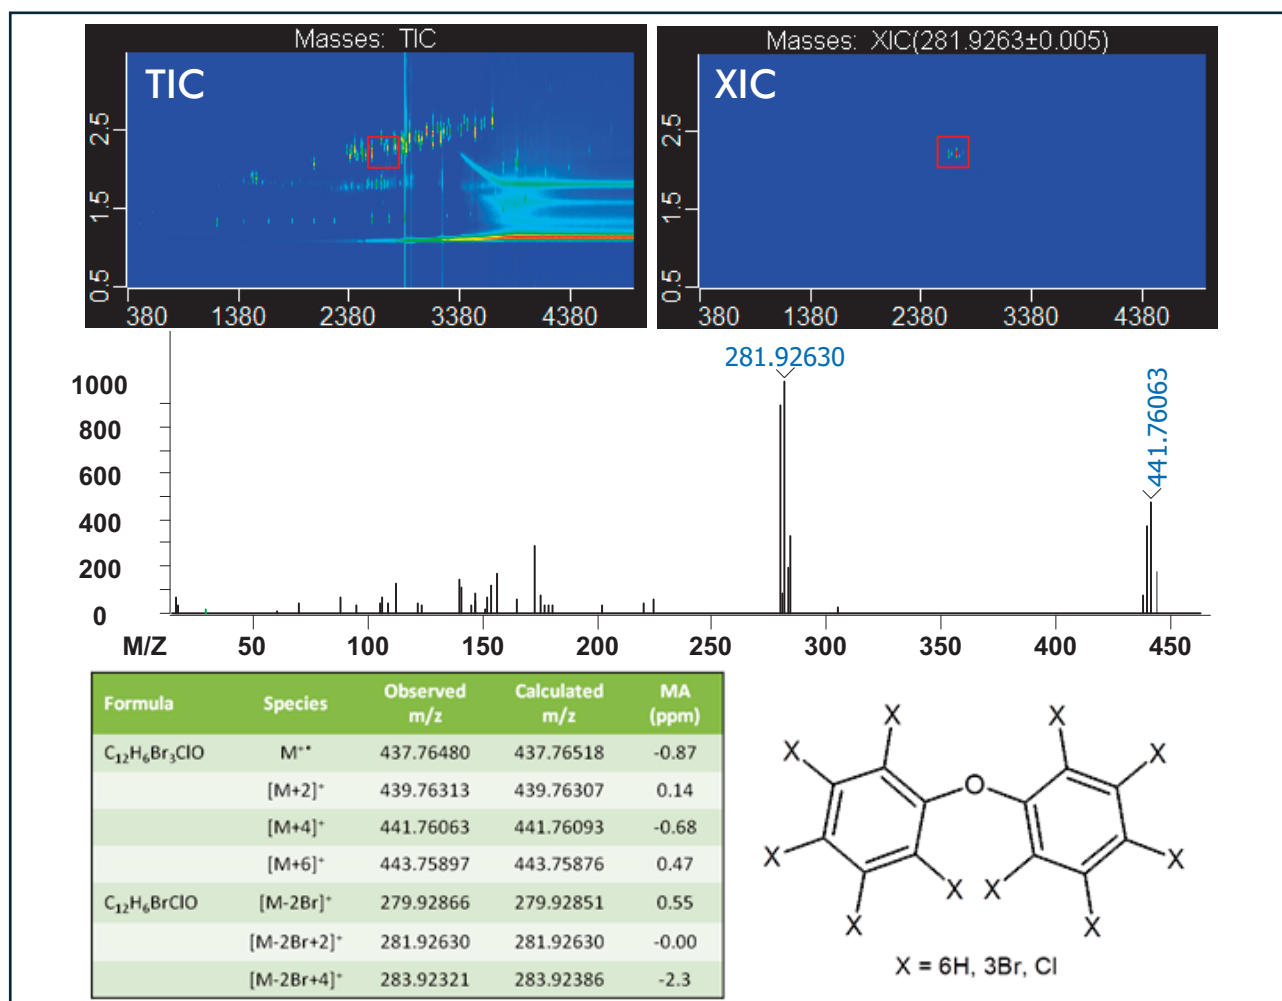 Masses: TIC
TIC
2.5
1.5
0.5
380 1380 2380 3380 4380
Masses: XIC(281.9263±0.005)
XIC
2.5
1.5
0.5
380 1380 2380 3380 4380
281.92630
441.76063
1000
800
600
400
200
0
M/Z 50 100 150 200 250 300 350 400 450
Formula Species Observed m/z Calculated m/z MA (ppm)
C₁₂H₆Br₃ClO M⁺• 437.76480 437.76518 -0.87
[M+2]⁺ 439.76313 439.76307 0.14
[M+4]⁺ 441.76063 441.76093 -0.68
[M+6]⁺ 443.75897 443.75876 0.47
C₁₂H₆BrClO [M-2Br]⁺ 279.92866 279.92851 0.55
[M-2Br+2]⁺ 281.92630 281.92630 -0.00
[M-2Br+4]⁺ 283.92321 283.92386 -2.3
X X
X O X
X X X X
X X
X = 6H, 3Br, Cl